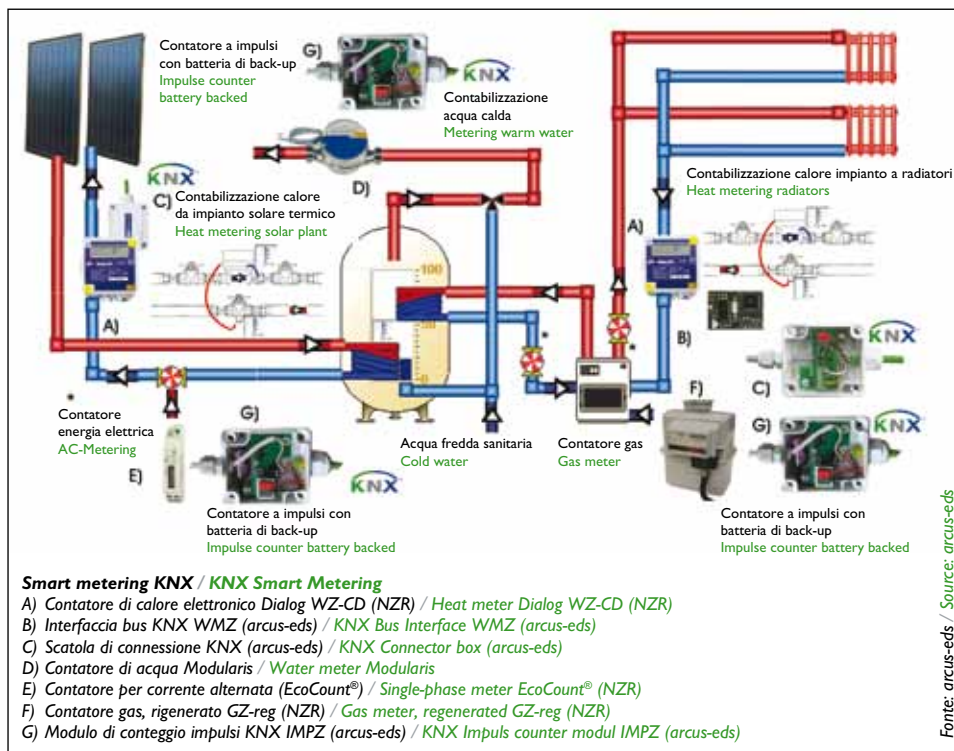 Contatore a impulsi
con batteria di back-up
Impulse counter
battery backed
G)
KNX
Contabilizzazione
acqua calda
Metering warm water
D)
KNX
C)
Contabilizzazione calore
da impianto solare termico
Heat metering solar plant
A)
Contabilizzazione calore impianto a radiatori
Heat metering radiators
A)
B)
100
50
0
*
*
*
Contatore
energia elettrica
AC-Metering
E)
G)
KNX
Contatore a impulsi con
batteria di back-up
Impulse counter battery backed
Acqua fredda sanitaria
Cold water
Contatore gas
Gas meter
F)
C)
KNX
G)
KNX
Contatore a impulsi con
batteria di back-up
Impulse counter battery backed
Smart metering KNX / KNX Smart Metering
A) Contatore di calore elettronico Dialog WZ-CD (NZR) / Heat meter Dialog WZ-CD (NZR)
B) Interfaccia bus KNX WMZ (arcus-eds) / KNX Bus Interface WMZ (arcus-eds)
C) Scatola di connessione KNX (arcus-eds) / KNX Connector box (arcus-eds)
D) Contatore di acqua Modularis / Water meter Modularis
E) Contatore per corrente alternata (EcoCount®) / Single-phase meter EcoCount® (NZR)
F) Contatore gas, rigenerato GZ-reg (NZR) / Gas meter, regenerated GZ-reg (NZR)
G) Modulo di conteggio impulsi KNX IMPZ (arcus-eds) / KNX Impuls counter modul IMPZ (arcus-eds)
Fonte: arcus-eds / Source: arcus-eds